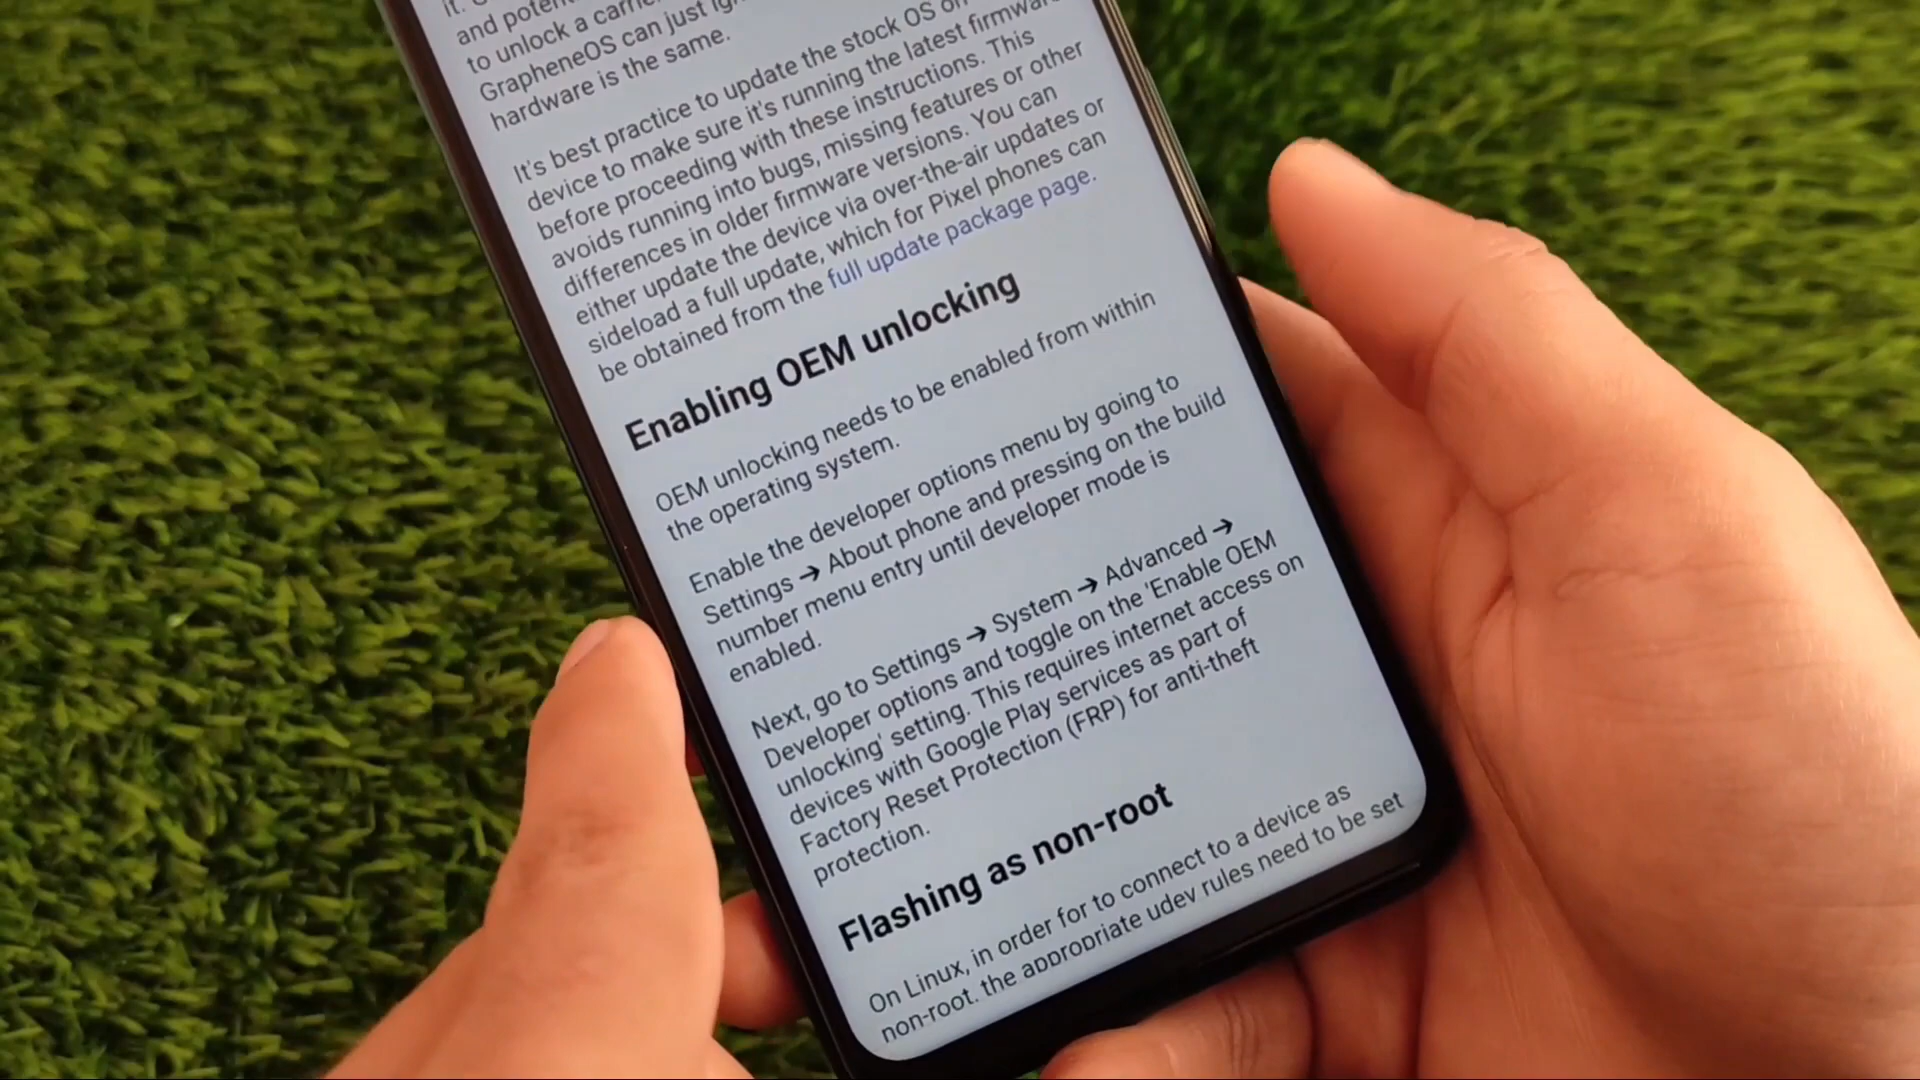 it.
and poten
to unlock a carrie
GrapheneOS can just ign
hardware is the same.
It's best practice to update the stock OS on
device to make sure it's running the latest firmware
before proceeding with these instructions. This
avoids running into bugs, missing features or other
differences in older firmware versions. You can
either update the device via over-the-air updates or
sideload a full update, which for Pixel phones can
be obtained from the full update package page.
Enabling OEM unlocking
OEM unlocking needs to be enabled from within
the operating system.
Enable the developer options menu by going to
Settings → About phone and pressing on the build
number menu entry until developer mode is
enabled.
Next, go to Settings → System → Advanced →
Developer options and toggle on the 'Enable OEM
unlocking' setting. This requires internet access on
devices with Google Play services as part of
Factory Reset Protection (FRP) for anti-theft
protection.
Flashing as non-root
On Linux, in order for to connect to a device as
non-root, the appropriate udev rules need to be set